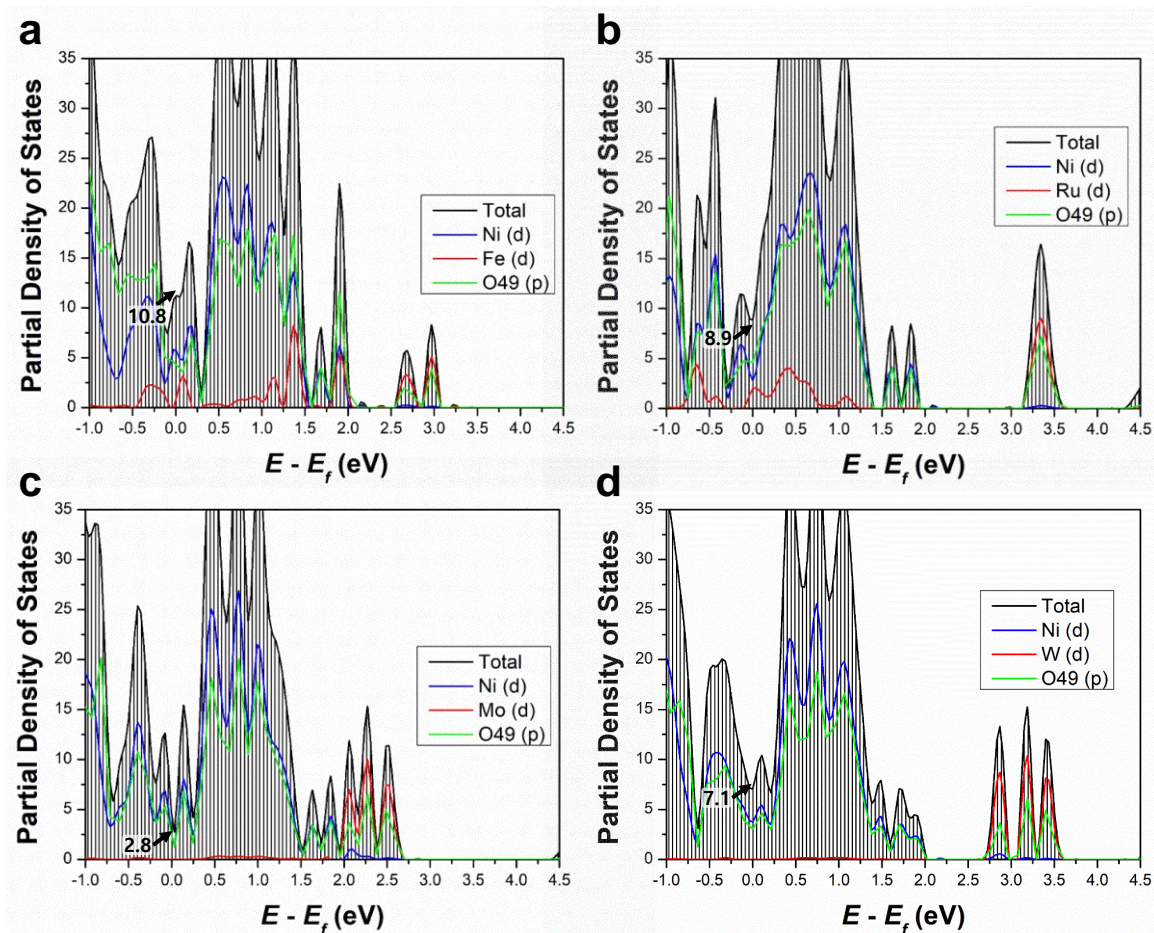 a
Partial Density of States
35
30
25
20
15
10
5
0
10.8
Total
Ni (d)
Fe (d)
O49 (p)
-1.0 -0.5 0.0 0.5 1.0 1.5 2.0 2.5 3.0 3.5 4.0 4.5
E - Ef (eV)
b
Partial Density of States
35
30
25
20
15
10
5
0
8.9
Total
Ni (d)
Ru (d)
O49 (p)
-1.0 -0.5 0.0 0.5 1.0 1.5 2.0 2.5 3.0 3.5 4.0 4.5
E - Ef (eV)
c
Partial Density of States
35
30
25
20
15
10
5
0
2.8
Total
Ni (d)
Mo (d)
O49 (p)
-1.0 -0.5 0.0 0.5 1.0 1.5 2.0 2.5 3.0 3.5 4.0 4.5
E - Ef (eV)
d
Partial Density of States
35
30
25
20
15
10
5
0
7.1
Total
Ni (d)
W (d)
O49 (p)
-1.0 -0.5 0.0 0.5 1.0 1.5 2.0 2.5 3.0 3.5 4.0 4.5
E - Ef (eV)